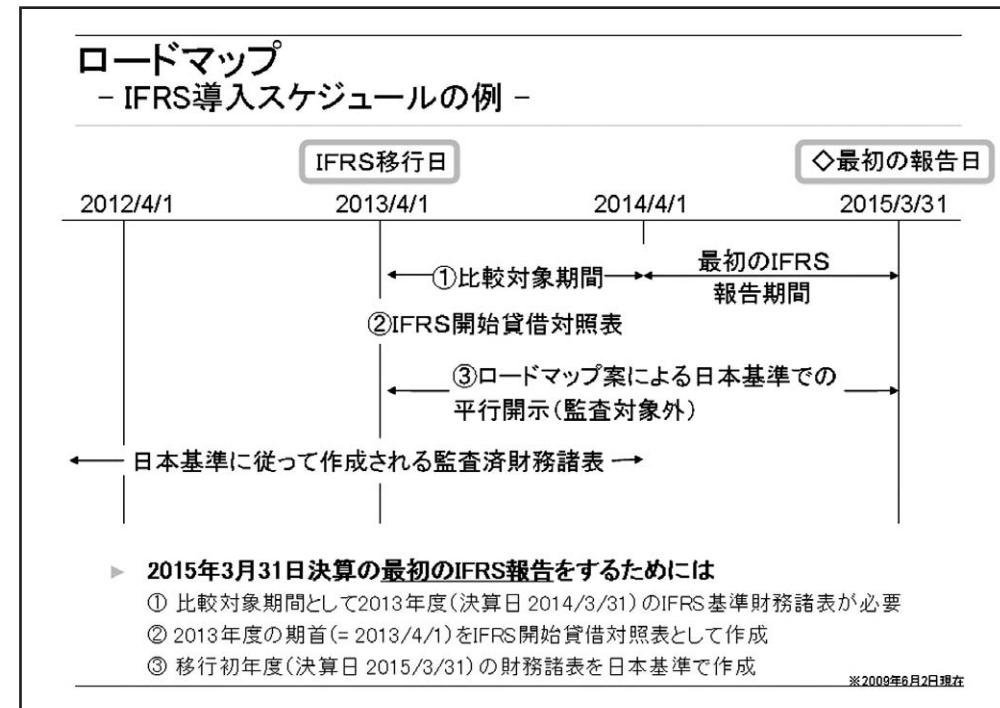 ロードマップ
– IFRS導入スケジュールの例 –
IFRS移行日
◇最初の報告日
2012/4/1
2013/4/1
2014/4/1
2015/3/31
①比較対象期間
最初のIFRS
報告期間
②IFRS開始貸借対照表
③ロードマップ案による日本基準での
平行開示(監査対象外)
日本基準に従って作成される監査済財務諸表
2015年3月31日決算の最初のIFRS報告をするためには
① 比較対象期間として2013年度(決算日 2014/3/31)のIFRS基準財務諸表が必要
② 2013年度の期首(= 2013/4/1)をIFRS開始貸借対照表として作成
③ 移行初年度(決算日 2015/3/31)の財務諸表を日本基準で作成
※2009年6月2日現在